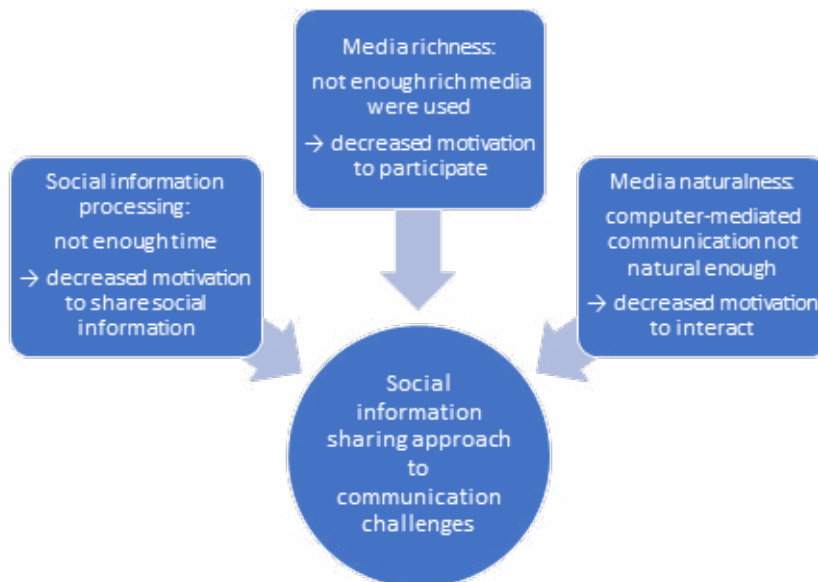 Media richness:
not enough rich media
were used
→ decreased motivation
to participate
Social information
processing:
not enough time
→ decreased motivation
to share social
information
Media naturalness:
computer-mediated
communication not
natural enough
→ decreased motivation
to interact
Social
information
sharing approach
to
communication
challenges